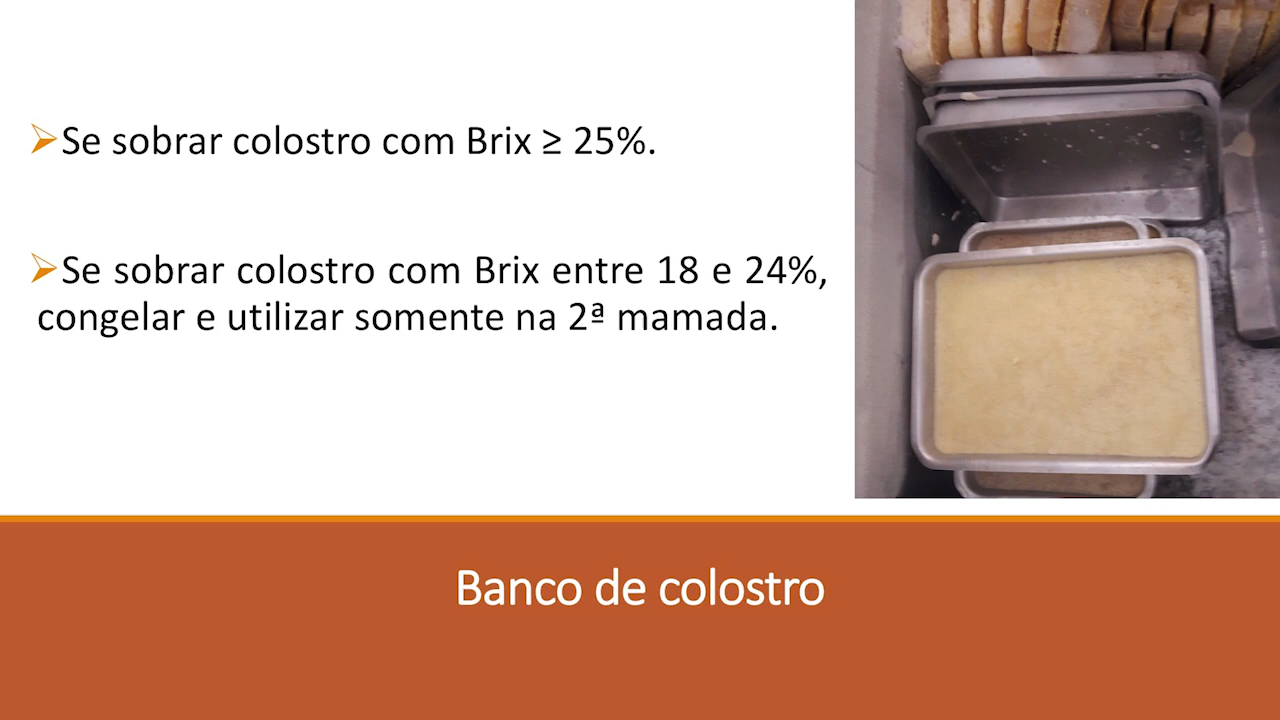 Se sobrar colostro com Brix ≥ 25%.
Se sobrar colostro com Brix entre 18 e 24%,
congelar e utilizar somente na 2ª mamada.
Banco de colostro